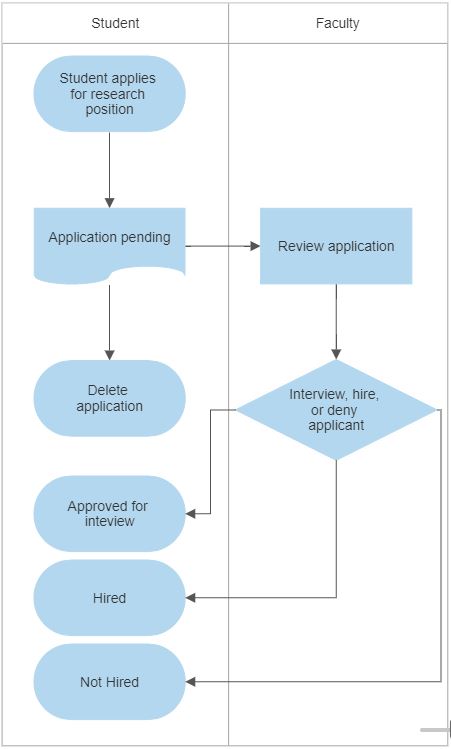 Student
Faculty
Student applies
for research
position
Application pending
Review application
Delete
application
Interview, hire,
or deny
applicant
Approved for
inteview
Hired
Not Hired